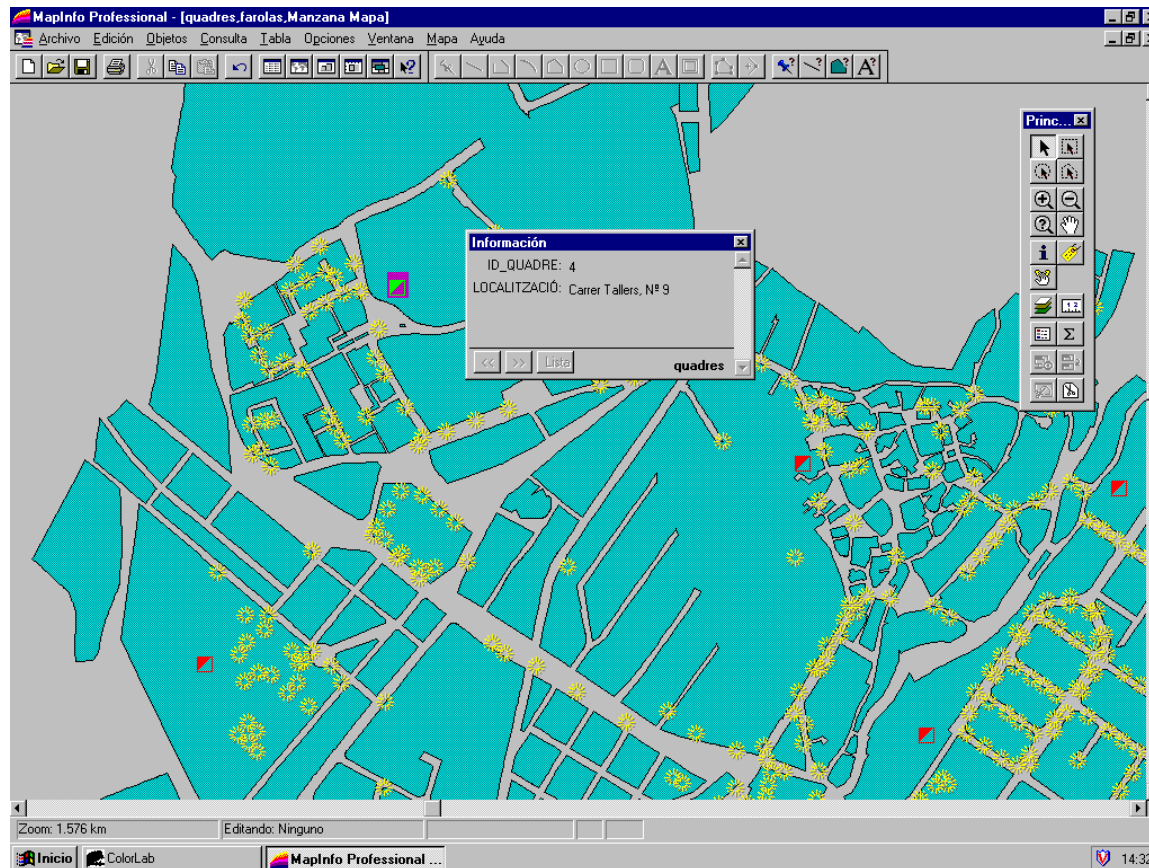 MapInfo Professional - [quadres,farolas,Manzana Mapa]
Archivo Edición Objetos Consulta Tabla Opciones Ventana Mapa Ayuda
Princ...
Información
ID_QUADRE: 4
LOCALITZACIÓ: Carrer Tallers, Nº 9
<< >> Lista quadres
Zoom: 1.576 km Editando: Ninguno
Inicio ColorLab MapInfo Professional ... 14:32